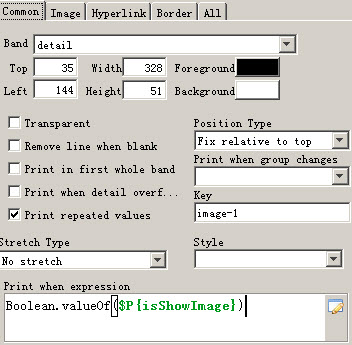 Common Image Hyperlink Border All
Band detail
Top 35 Width 328 Foreground
Left 144 Height 51 Background
Transparent
Position Type
Remove line when blank
Fix relative to top
Print in first whole band
Print when group changes
Print when detail overf...
Key
Print repeated values
image-1
Stretch Type
Style
No stretch
Print when expression
Boolean.valueOf($P{isShowImage})